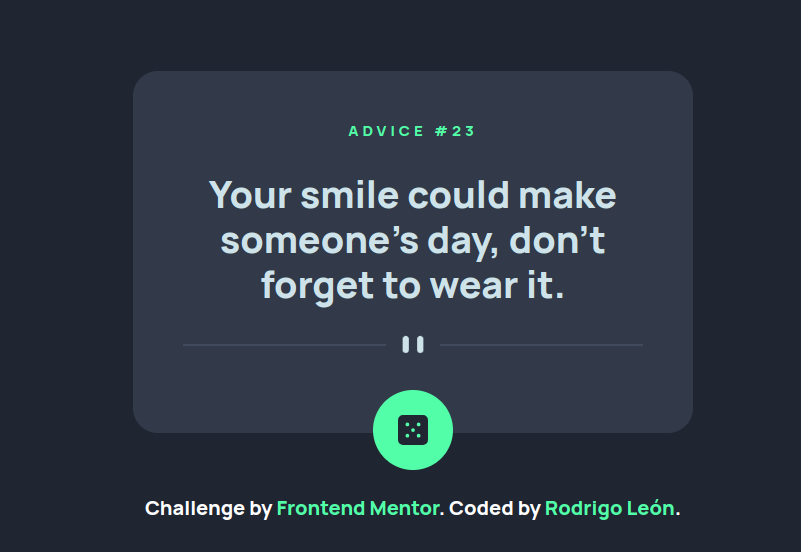 ADVICE #23
Your smile could make
someone’s day, don’t
forget to wear it.
Challenge by Frontend Mentor. Coded by Rodrigo León.